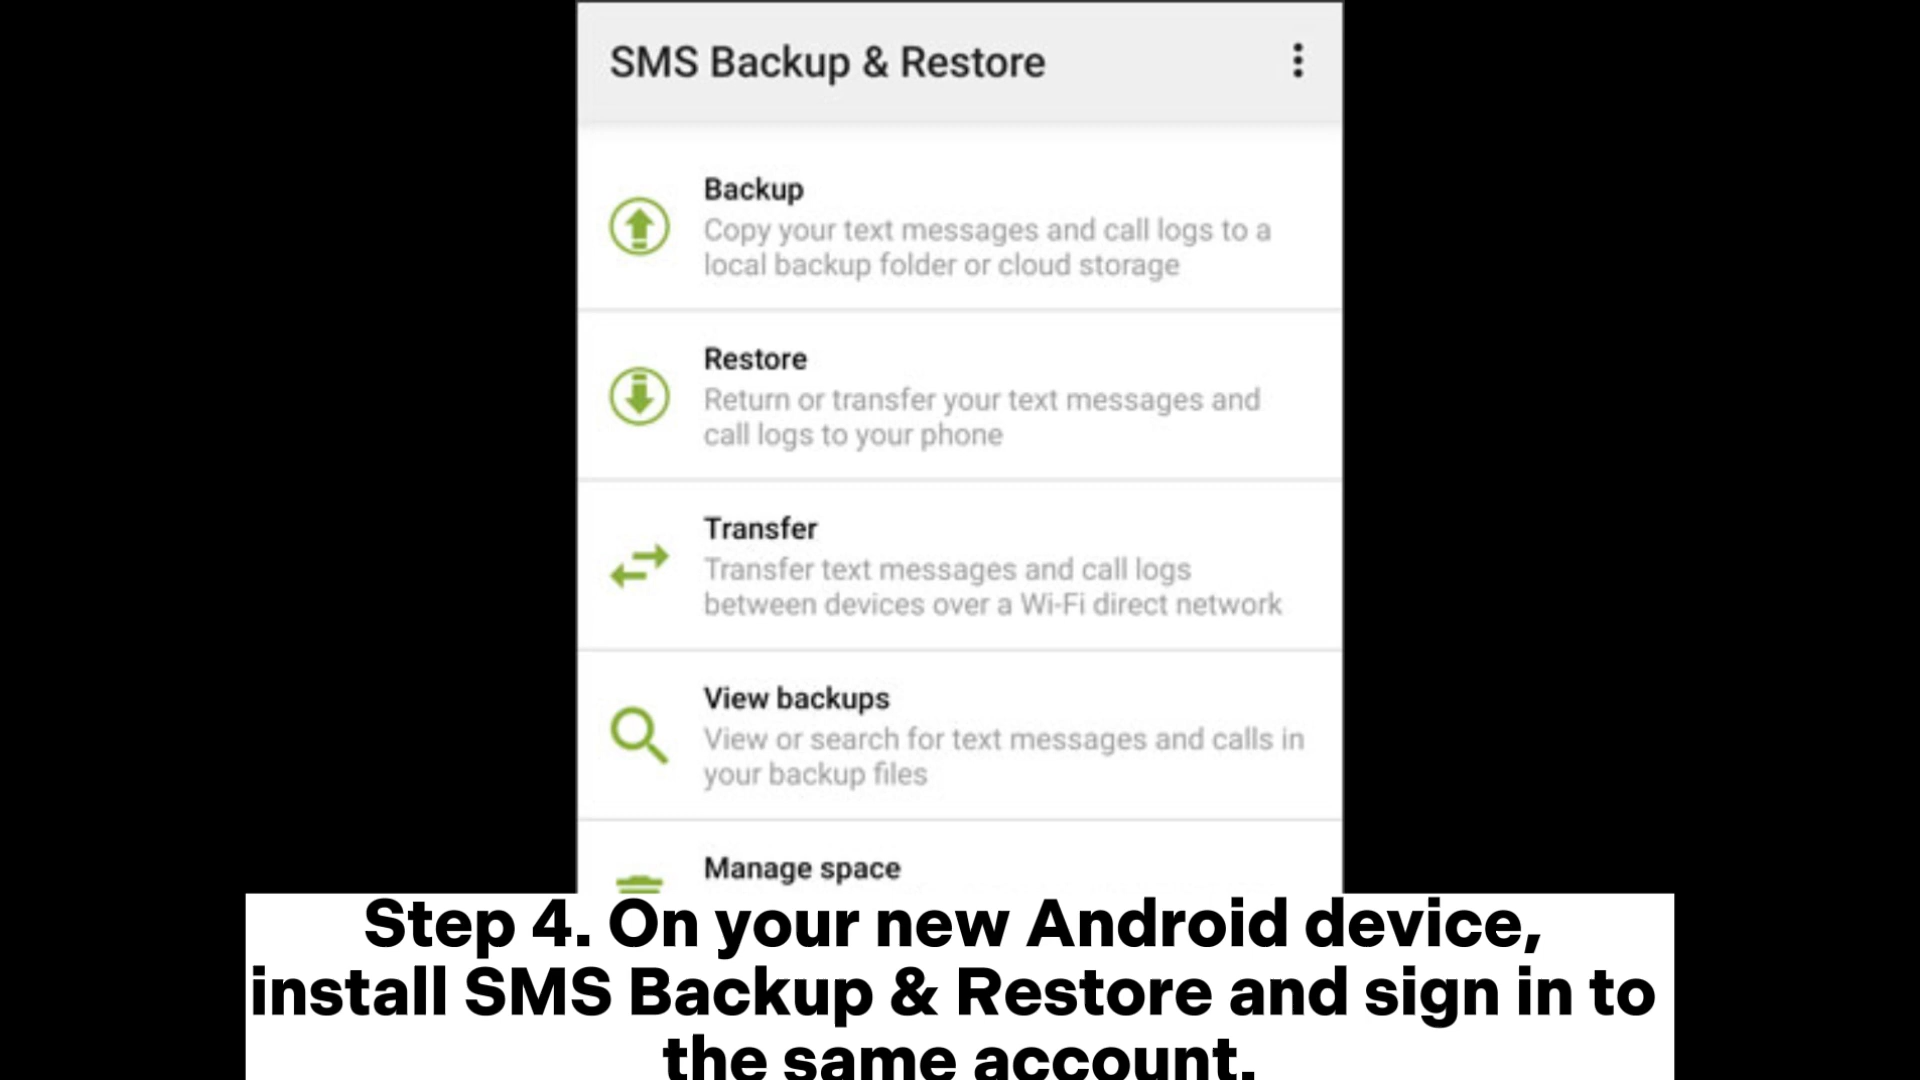 SMS Backup & Restore
Backup
Copy your text messages and call logs to a
local backup folder or cloud storage
Restore
Return or transfer your text messages and
call logs to your phone
Transfer
Transfer text messages and call logs
between devices over a Wi-Fi direct network
View backups
View or search for text messages and calls in
your backup files
Manage space
Step 4. On your new Android device,
install SMS Backup & Restore and sign in to
the same account.